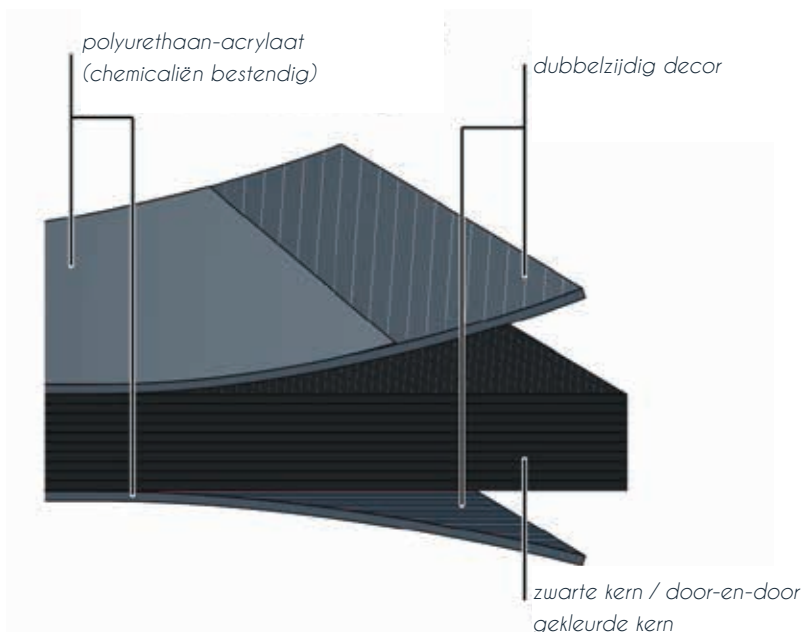 polyurethaan-acrylaat
(chemicaliën bestendig)
dubbelzijdig decor
zwarte kern / door-en-door
gekleurde kern